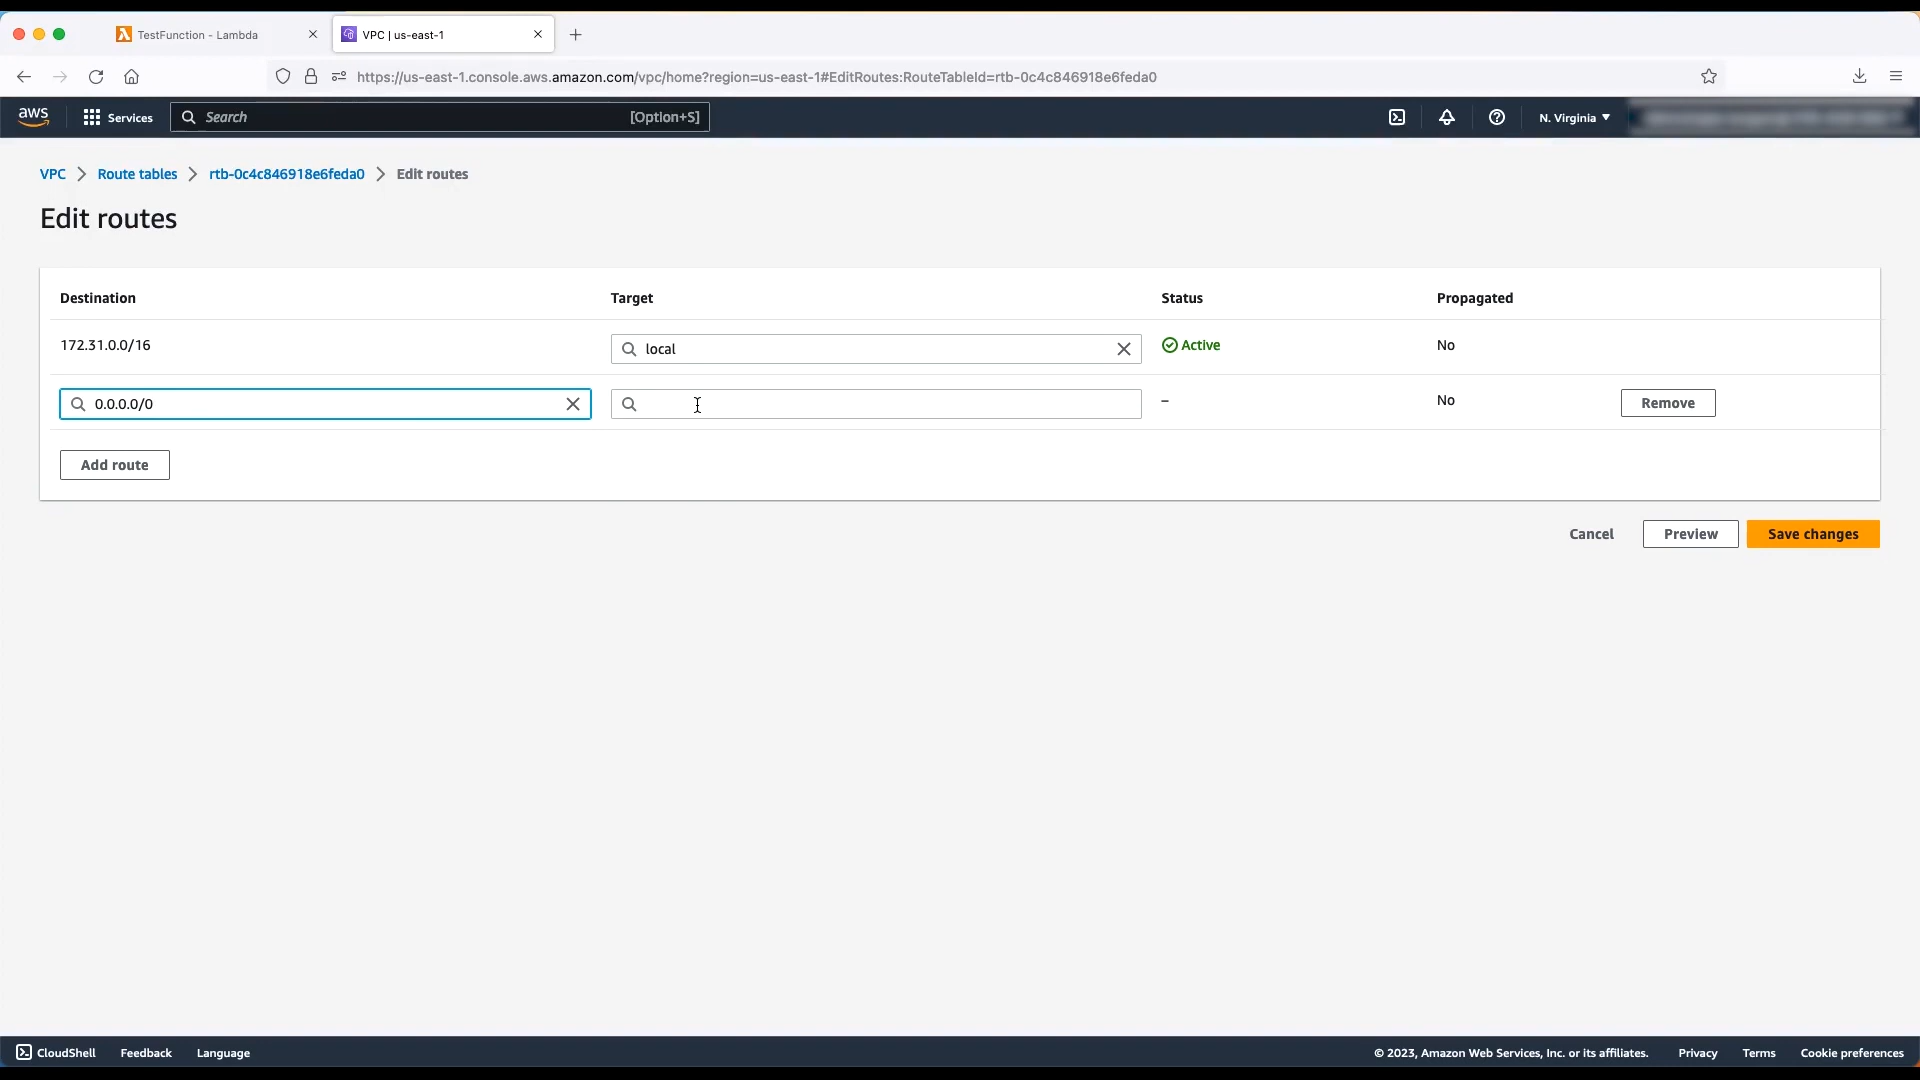 TestFunction - Lambda
VPC | us-east-1
https://us-east-1.console.aws.amazon.com/vpc/home?region=us-east-1#EditRoutes:RouteTableId=rtb-0c4c846918e6feda0
aws
Services
Search
[Option+S]
N. Virginia
VPC
Route tables
rtb-0c4c846918e6feda0
Edit routes
Edit routes
Destination Target Status Propagated
172.31.0.0/16 local Active No
0.0.0.0/0 – No Remove
Add route
Cancel Preview Save changes
CloudShell Feedback Language
© 2023, Amazon Web Services, Inc. or its affiliates. Privacy Terms Cookie preferences